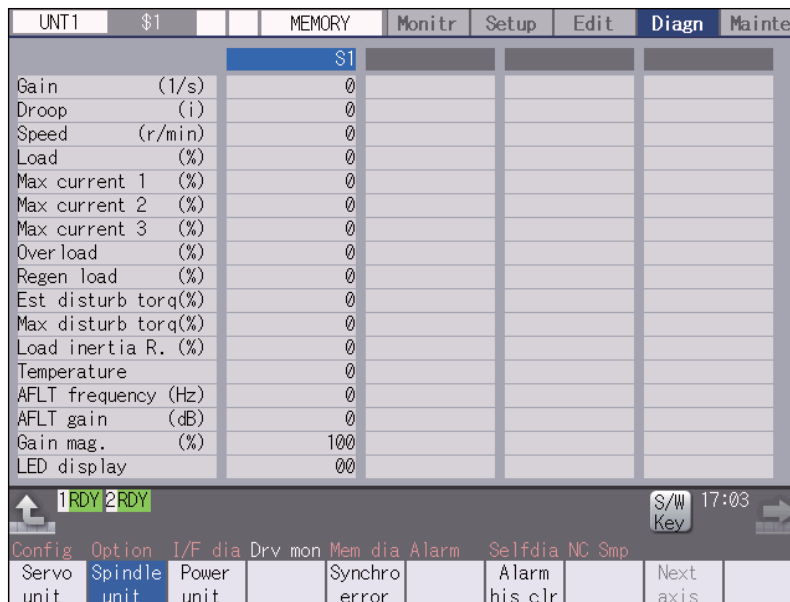 UNT1 $1 MEMORY Monitr Setup Edit Diagn Mainte
S1
Gain (1/s) 0
Droop (i) 0
Speed (r/min) 0
Load (%) 0
Max current 1 (%) 0
Max current 2 (%) 0
Max current 3 (%) 0
Overload (%) 0
Regen load (%) 0
Est disturb torq(%) 0
Max disturb torq(%) 0
Load inertia R. (%) 0
Temperature 0
AFLT frequency (Hz) 0
AFLT gain (dB) 0
Gain mag. (%) 100
LED display 00
1RDY 2RDY S/W 17:03
Key
Config Option I/F dia Drv mon Mem dia Alarm Selfdia NC Smp
Servo Spindle Power Synchro Alarm Next
unit unit unit error his clr axis